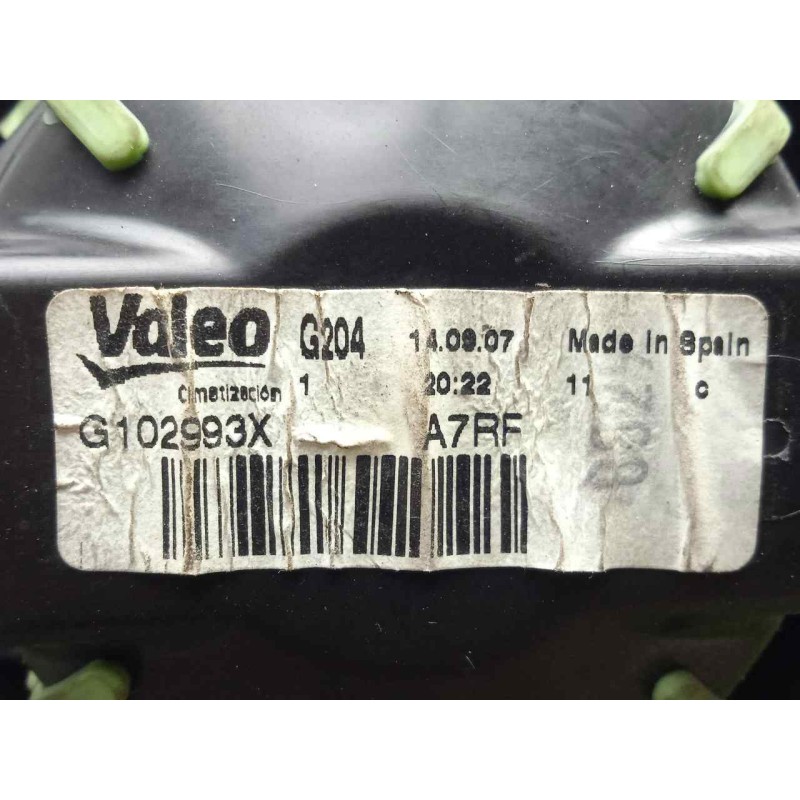 Valeo G204 14.09.07 Made in Spain
Climatización 1 20:22 11 c
G102993X A7RF